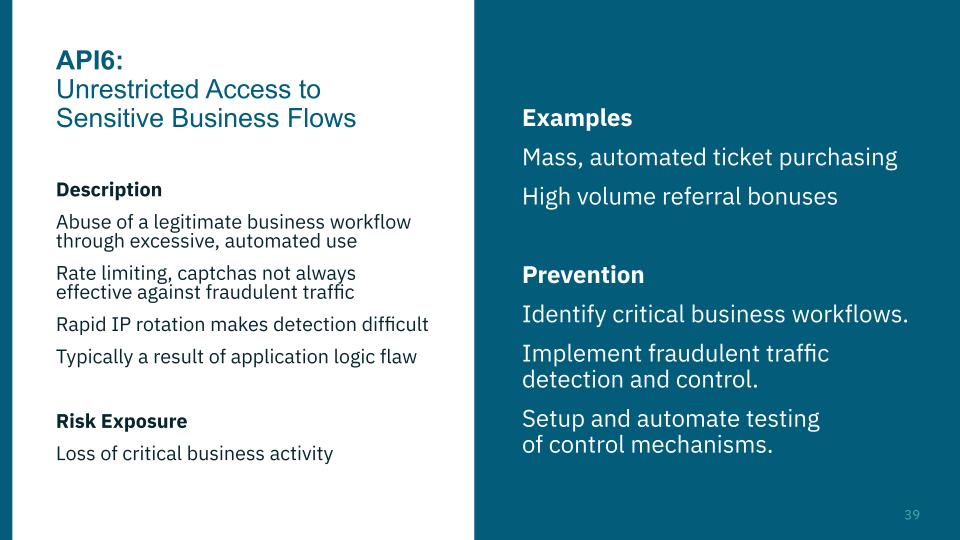 API6:
Unrestricted Access to
Sensitive Business Flows
Description
Abuse of a legitimate business workflow
through excessive, automated use
Rate limiting, captchas not always
effective against fraudulent traffic
Rapid IP rotation makes detection difficult
Typically a result of application logic flaw
Risk Exposure
Loss of critical business activity
Examples
Mass, automated ticket purchasing
High volume referral bonuses
Prevention
Identify critical business workflows.
Implement fraudulent traffic
detection and control.
Setup and automate testing
of control mechanisms.
39